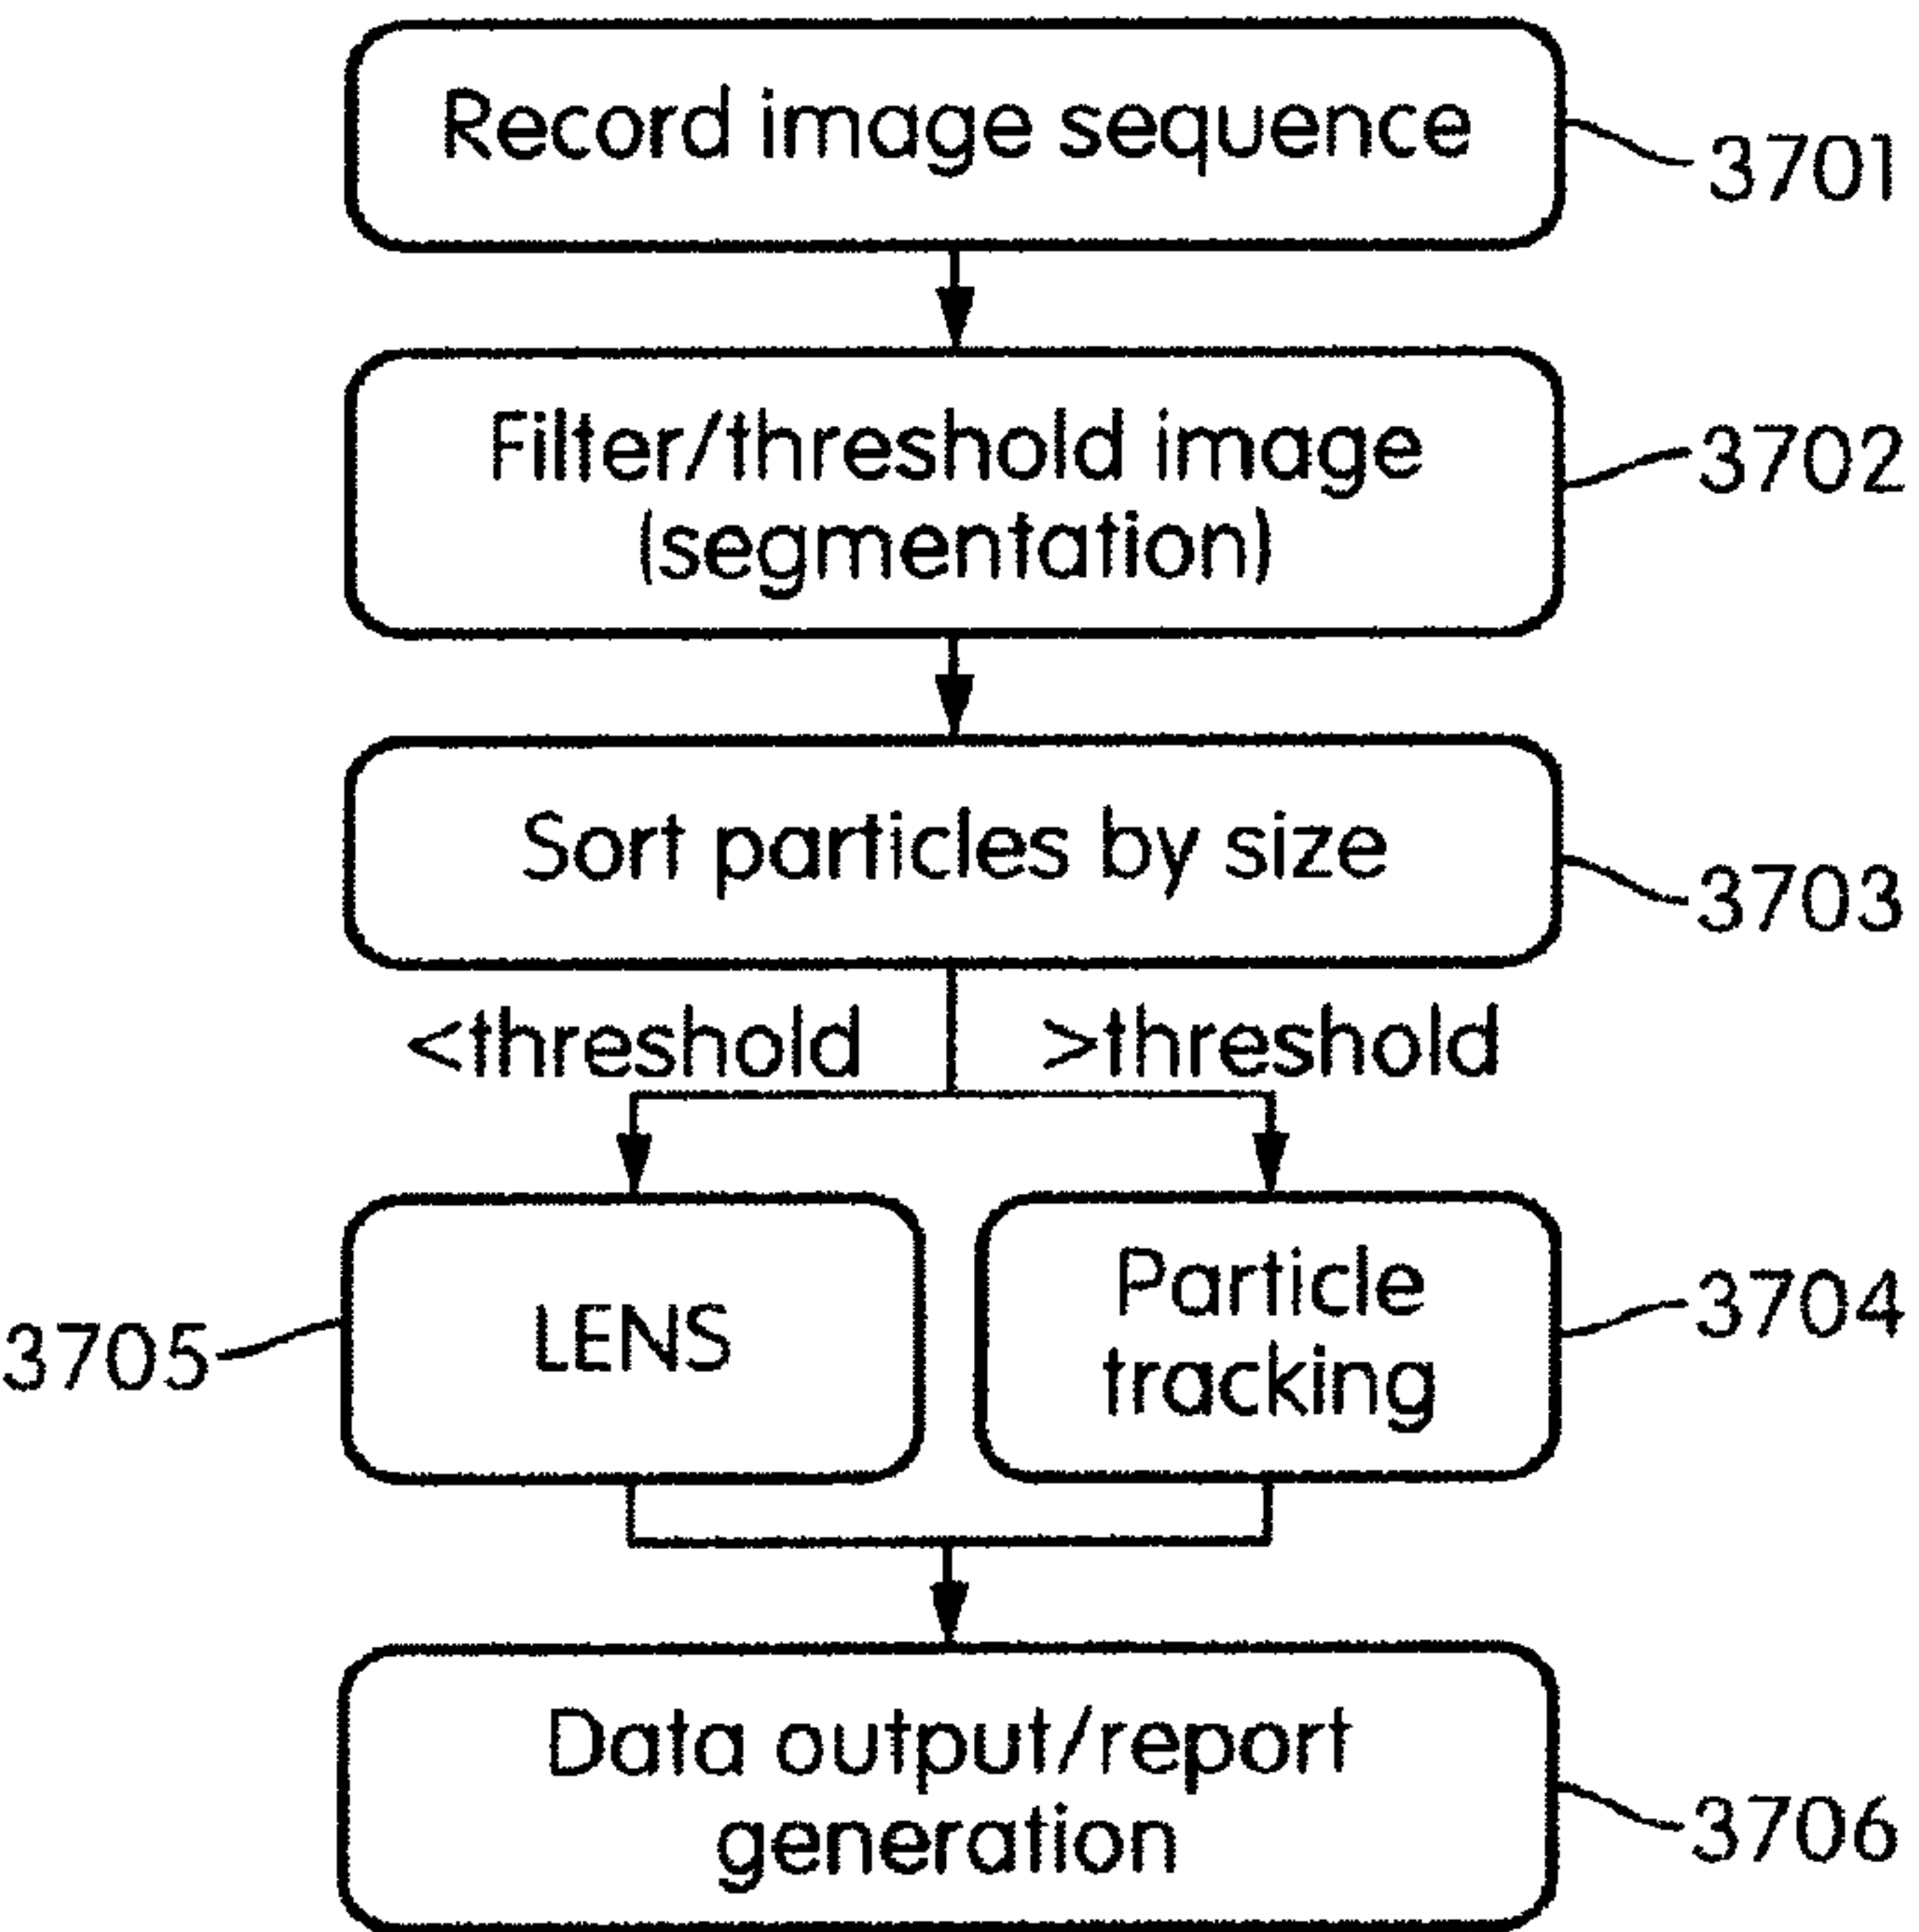 Record image sequence
3701
Filter/threshold image
(segmentation)
3702
Sort particles by size
3703
<threshold
>threshold
LENS
3705
Particle
tracking
3704
Data output/report
generation
3706